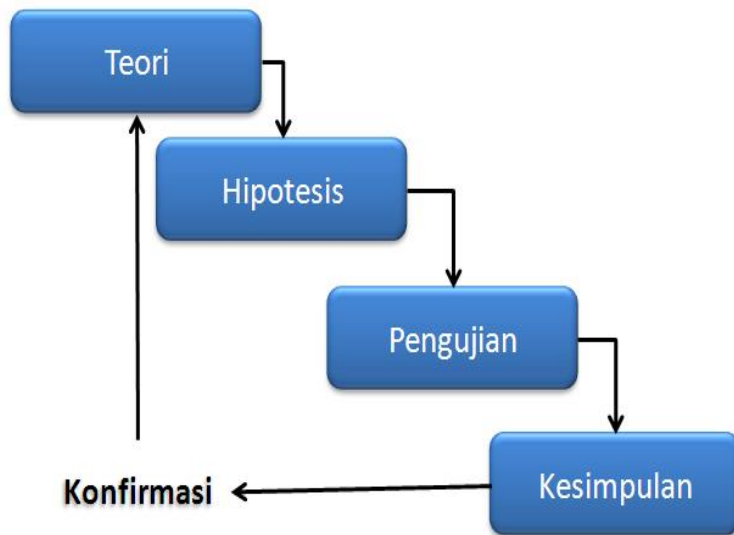 Teori
Hipotesis
Pengujian
Kesimpulan
Konfirmasi